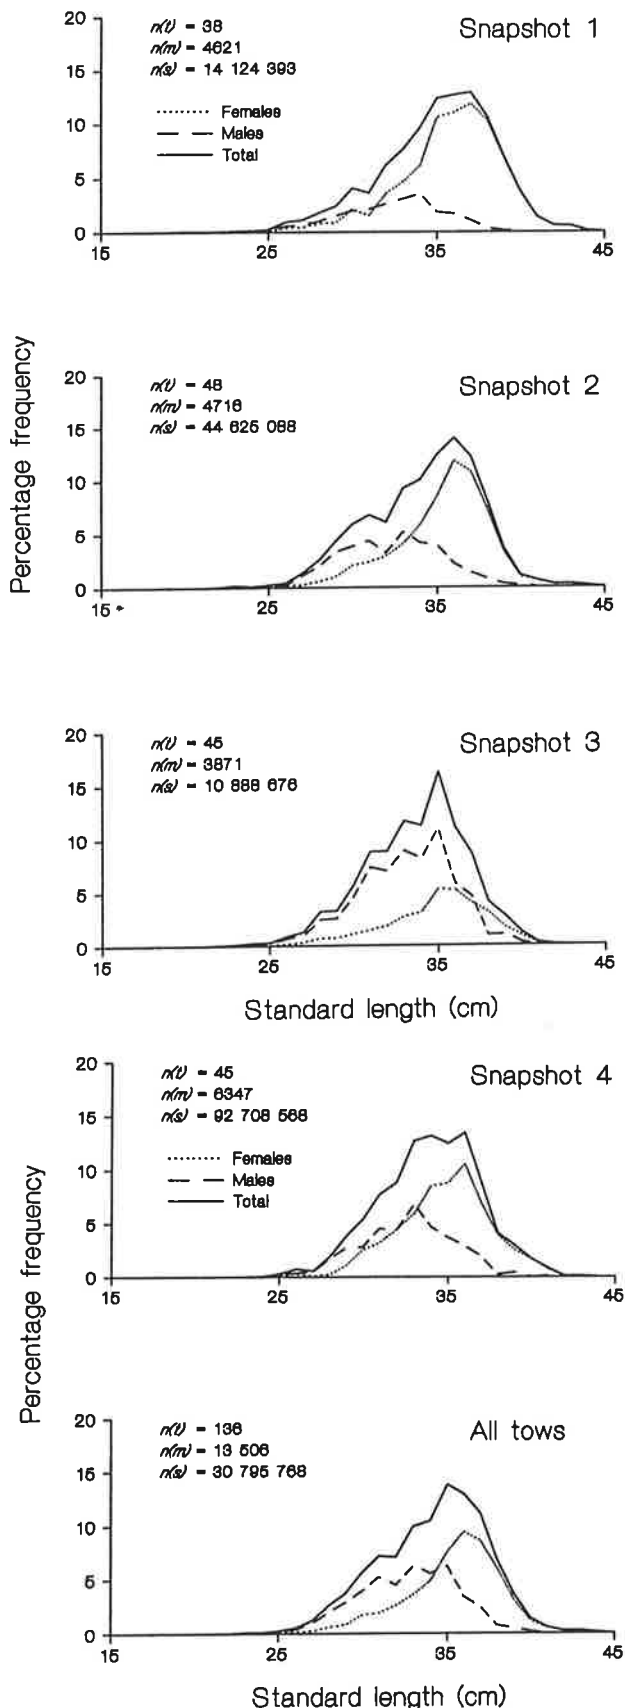 Snapshot 1
n(t) = 38
n(m) = 4621
n(s) = 14 124 393
Females
Males
Total
20
15
10
5
0
15 25 35 45
Percentage frequency
Snapshot 2
n(t) = 48
n(m) = 4716
n(s) = 44 625 088
20
15
10
5
0
15 25 35 45
Snapshot 3
n(t) = 45
n(m) = 3871
n(s) = 10 888 676
20
15
10
5
0
15 25 35 45
Standard length (cm)
Snapshot 4
n(t) = 45
n(m) = 6347
n(s) = 92 708 568
Females
Males
Total
20
15
10
5
0
15 25 35 45
Percentage frequency
All tows
n(t) = 136
n(m) = 13 506
n(s) = 30 795 768
20
15
10
5
0
15 25 35 45
Standard length (cm)